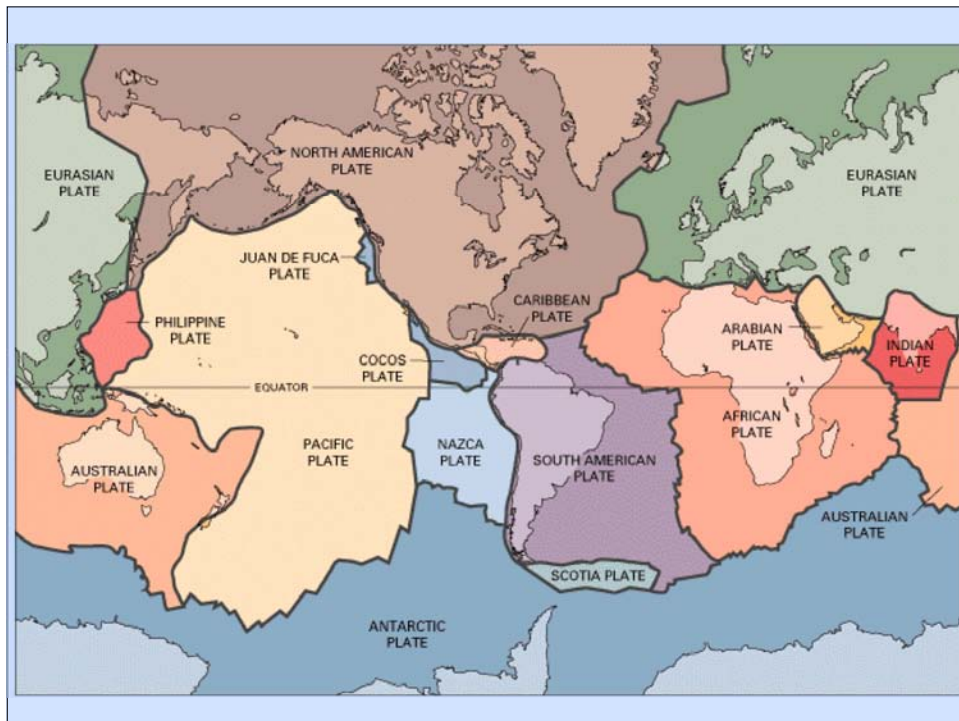 NORTH AMERICAN
PLATE
EURASIAN
PLATE
EURASIAN
PLATE
JUAN DE FUCA
PLATE
CARIBBEAN
PLATE
PHILIPPINE
PLATE
ARABIAN
PLATE
INDIAN
PLATE
COCOS
PLATE
EQUATOR
AFRICAN
PLATE
PACIFIC
PLATE
NAZCA
PLATE
SOUTH AMERICAN
PLATE
AUSTRALIAN
PLATE
AUSTRALIAN
PLATE
SCOTIA PLATE
ANTARCTIC
PLATE